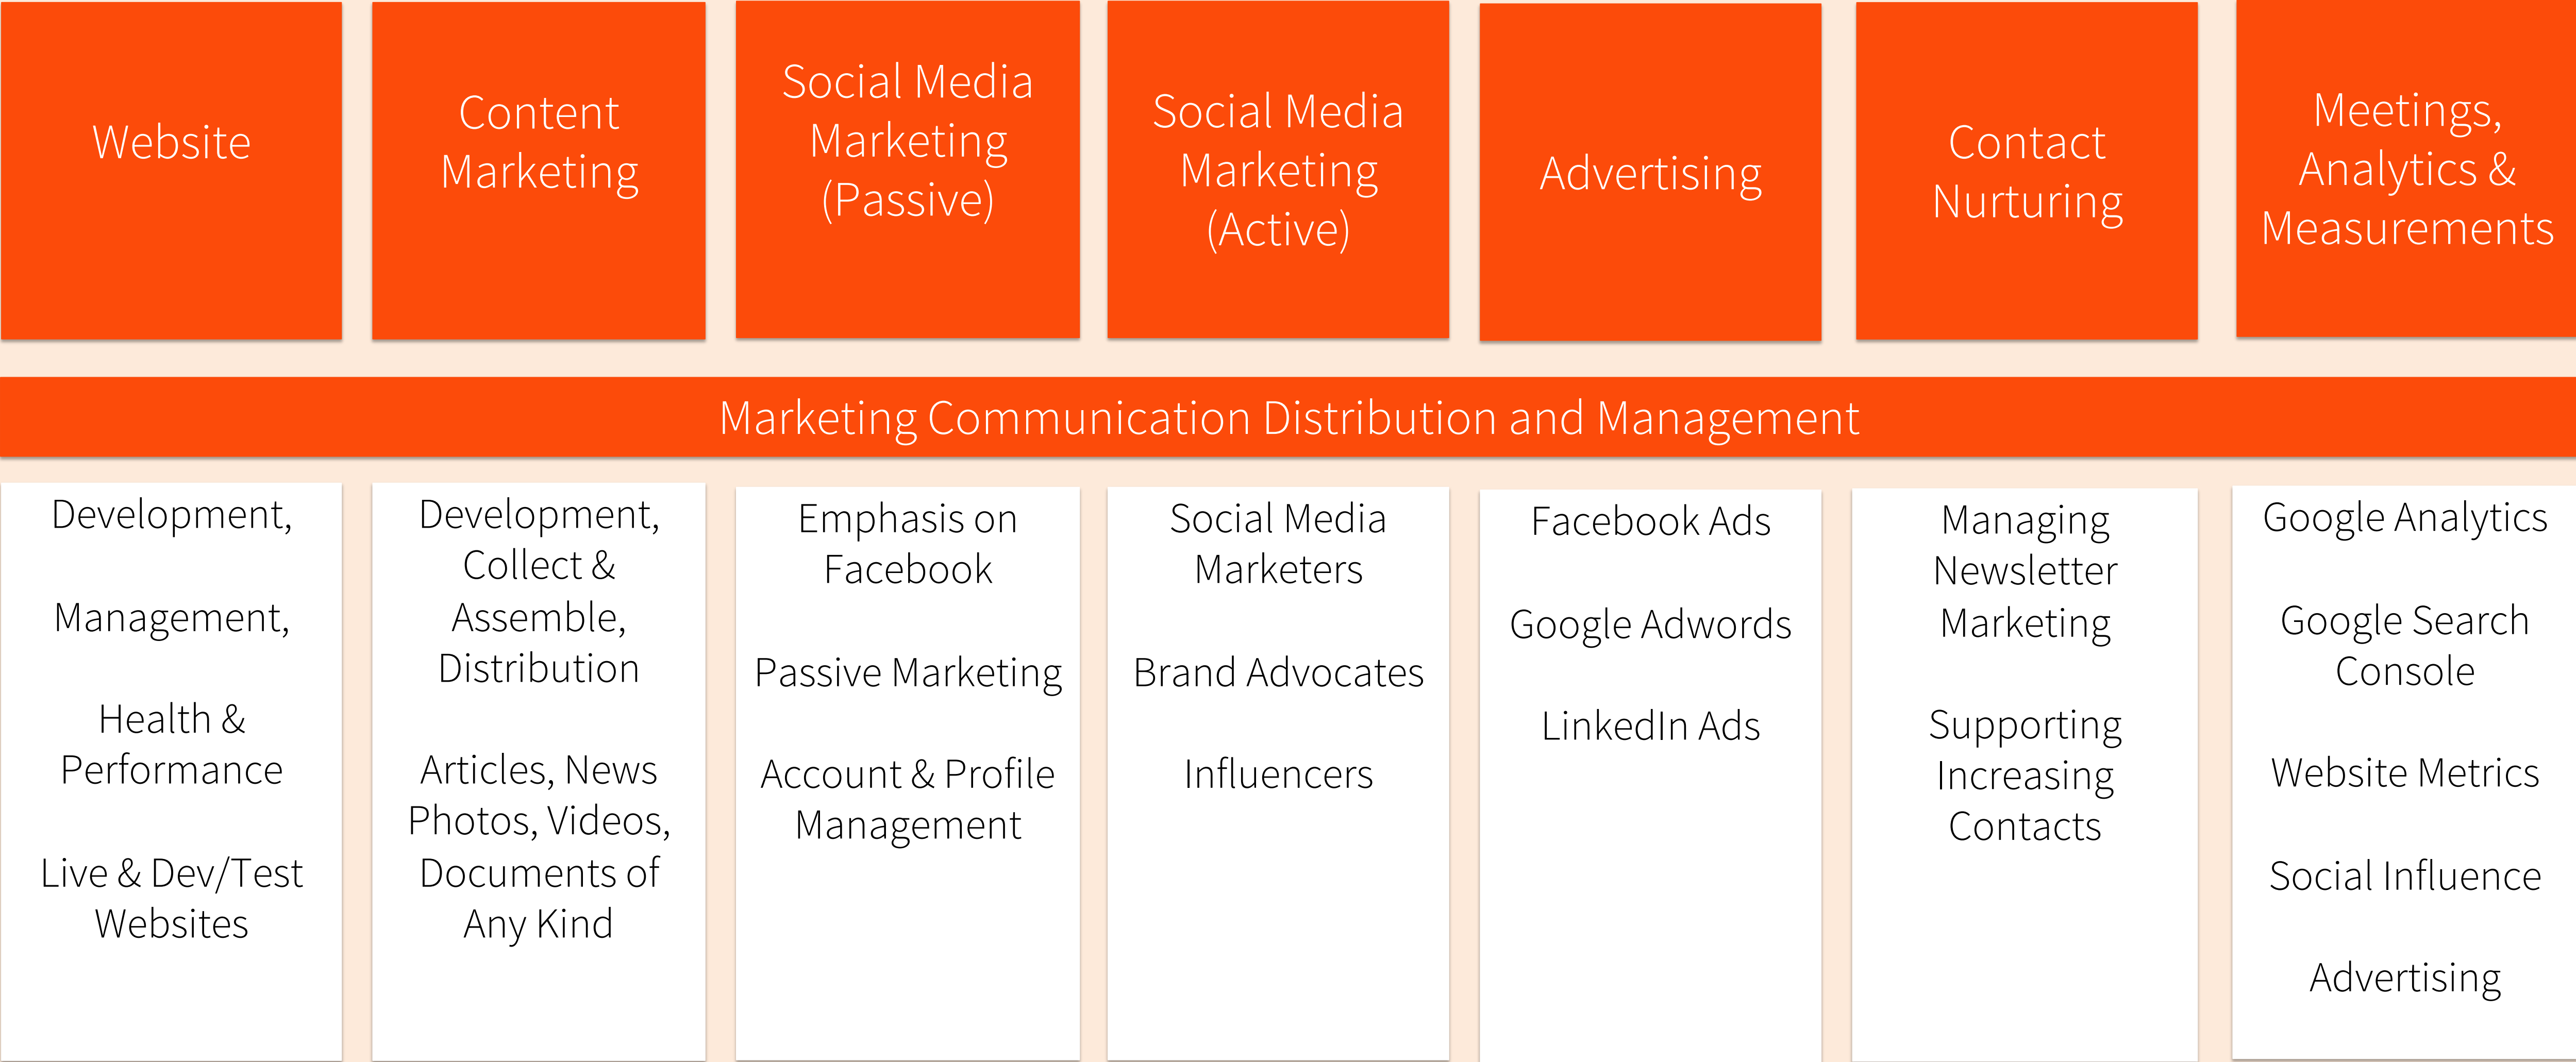 Website
Content
Marketing
Social Media
Marketing
(Passive)
Social Media
Marketing
(Active)
Advertising
Contact
Nurturing
Meetings,
Analytics &
Measurements
Marketing Communication Distribution and Management
Development,
Management,
Health &
Performance
Live & Dev/Test
Websites
Development,
Collect &
Assemble,
Distribution
Articles, News
Photos, Videos,
Documents of
Any Kind
Emphasis on
Facebook
Passive Marketing
Account & Profile
Management
Social Media
Marketers
Brand Advocates
Influencers
Facebook Ads
Google Adwords
LinkedIn Ads
Managing
Newsletter
Marketing
Supporting
Increasing
Contacts
Google Analytics
Google Search
Console
Website Metrics
Social Influence
Advertising